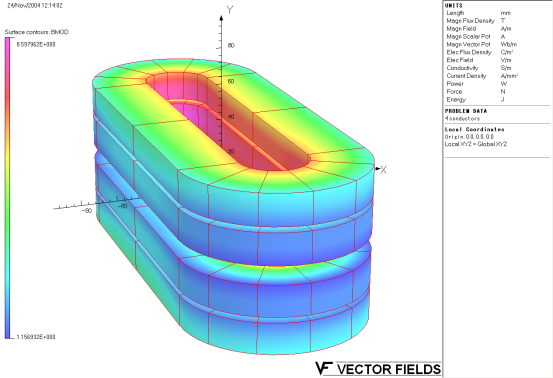 24/Nov/2004 12:14:02
Surface contours: BMOD
8.597962E+000
1.156932E+000
Y
80
60
40
20
X
-60
-80
VECTOR FIELDS
UNITS
Length mm
Magn Flux Density T
Magn Field A/m
Magn Scalar Pot A
Magn Vector Pot Wb/m
Elec Flux Density C/m²
Elec Field V/m
Conductivity S/m
Current Density A/mm²
Power W
Force N
Energy J
PROBLEM DATA
4 conductors
Local Coordinates
Origin: 0.0, 0.0, 0.0
Local XYZ = Global XYZ